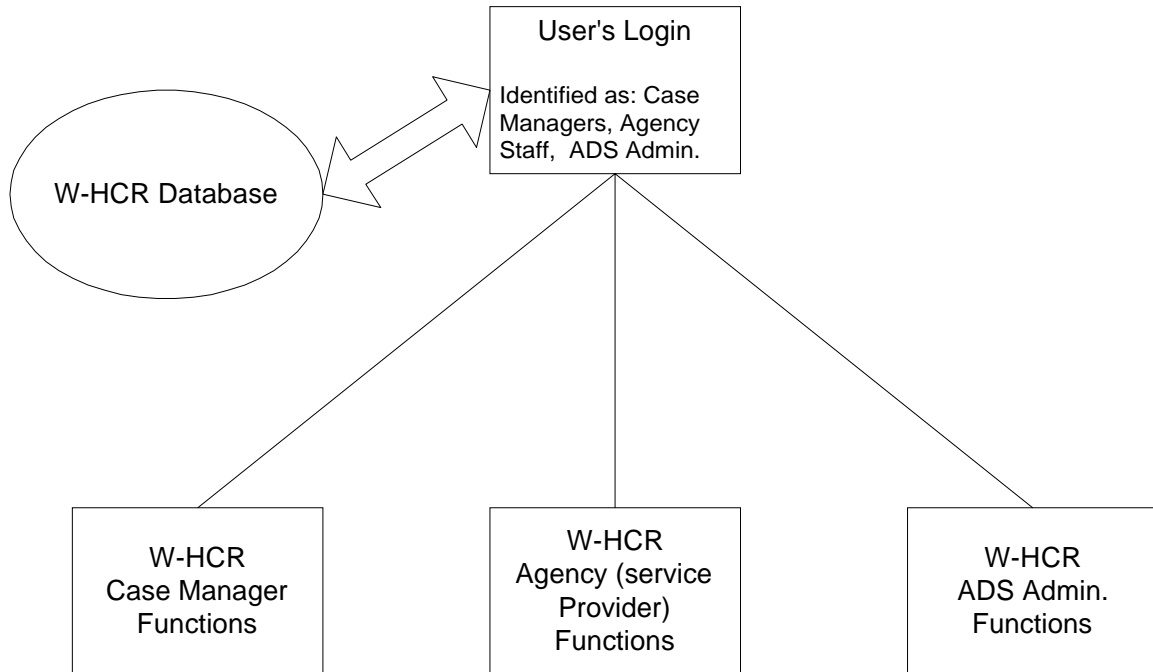 User's Login
Identified as: Case
Managers, Agency
Staff, ADS Admin.
W-HCR Database
W-HCR
Case Manager
Functions
W-HCR
Agency (service
Provider)
Functions
W-HCR
ADS Admin.
Functions